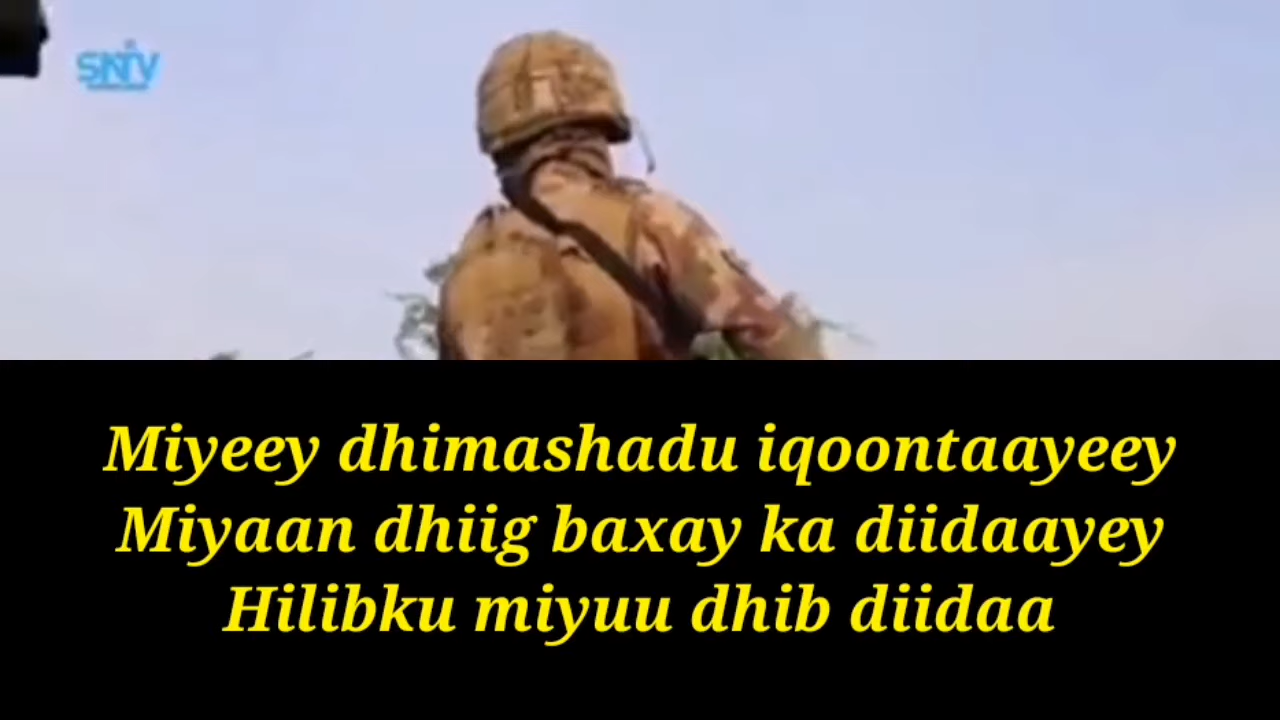 SNTV
Miyeey dhimashadu iqoontaayeey
Miyaan dhiig baxay ka diidaayey
Hilibku miyuu dhib diidaa